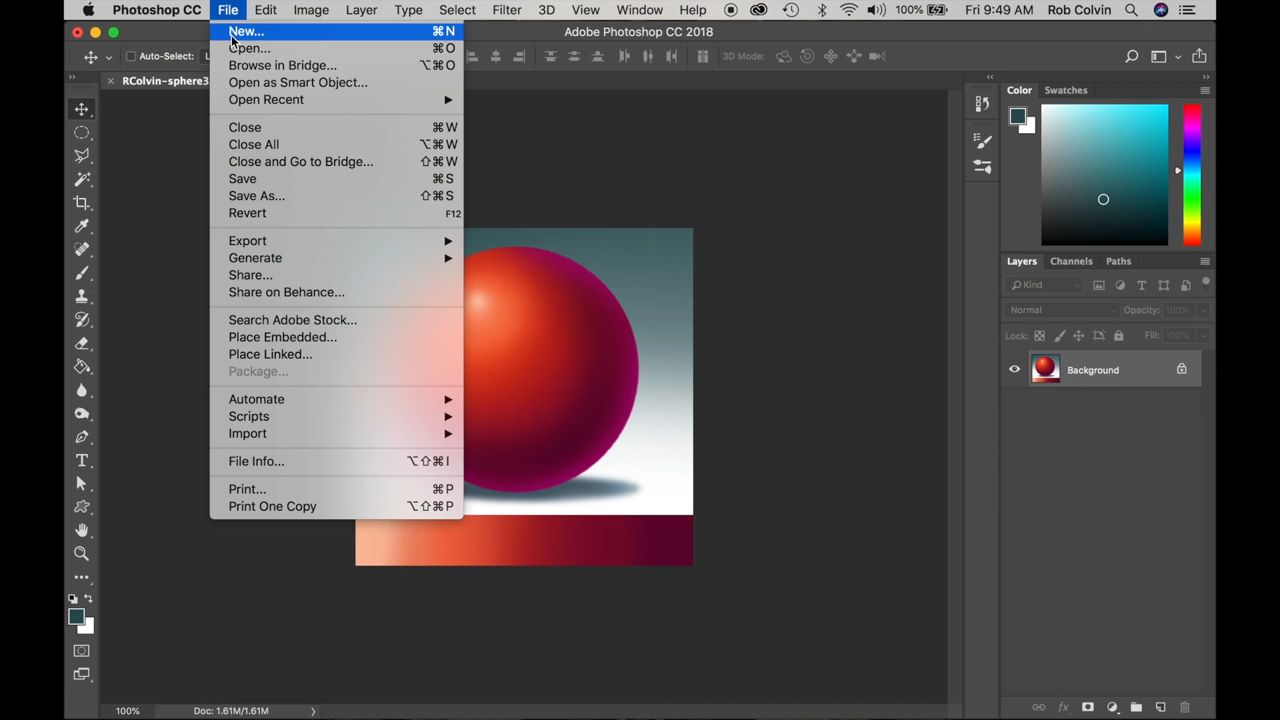 Photoshop CC File Edit Image Layer Type Select Filter 3D View Window Help 100% Fri 9:49 AM Rob Colvin
Adobe Photoshop CC 2018
New... ⌘N
Auto-Select: 3D Mode:
Open... ⌘O
Browse in Bridge... ⌥⌘O
RColvin-sphere3
Open as Smart Object...
Open Recent
Color Swatches
Close ⌘W
Close All ⌥⌘W
Close and Go to Bridge... ⇧⌘W
Save ⌘S
Save As... ⇧⌘S
Revert F12
Export
Generate
Share...
Share on Behance...
Search Adobe Stock...
Place Embedded...
Place Linked...
Package...
Automate
Scripts
Import
File Info... ⌥⇧⌘I
Print... ⌘P
Print One Copy ⌥⇧⌘P
Layers Channels Paths
Kind
Normal Opacity: 100%
Lock: Fill: 100%
Background
100% Doc: 1.61M/1.61M